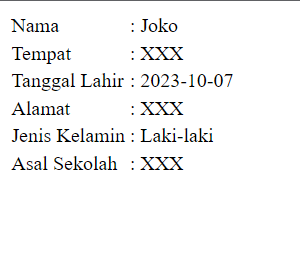 Nama : Joko
Tempat : XXX
Tanggal Lahir : 2023-10-07
Alamat : XXX
Jenis Kelamin : Laki-laki
Asal Sekolah : XXX